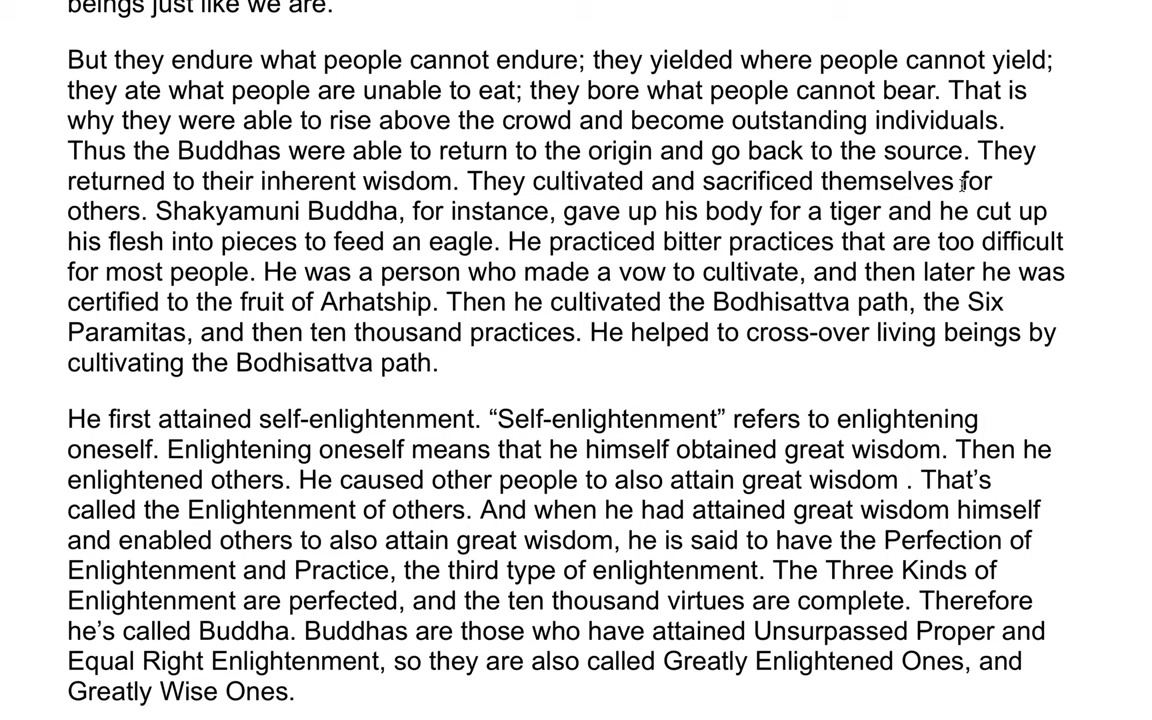 beings just like we are.
But they endure what people cannot endure; they yielded where people cannot yield;
they ate what people are unable to eat; they bore what people cannot bear. That is
why they were able to rise above the crowd and become outstanding individuals.
Thus the Buddhas were able to return to the origin and go back to the source. They
returned to their inherent wisdom. They cultivated and sacrificed themselves for
others. Shakyamuni Buddha, for instance, gave up his body for a tiger and he cut up
his flesh into pieces to feed an eagle. He practiced bitter practices that are too difficult
for most people. He was a person who made a vow to cultivate, and then later he was
certified to the fruit of Arhatship. Then he cultivated the Bodhisattva path, the Six
Paramitas, and then ten thousand practices. He helped to cross-over living beings by
cultivating the Bodhisattva path.
He first attained self-enlightenment. “Self-enlightenment” refers to enlightening
oneself. Enlightening oneself means that he himself obtained great wisdom. Then he
enlightened others. He caused other people to also attain great wisdom . That’s
called the Enlightenment of others. And when he had attained great wisdom himself
and enabled others to also attain great wisdom, he is said to have the Perfection of
Enlightenment and Practice, the third type of enlightenment. The Three Kinds of
Enlightenment are perfected, and the ten thousand virtues are complete. Therefore
he’s called Buddha. Buddhas are those who have attained Unsurpassed Proper and
Equal Right Enlightenment, so they are also called Greatly Enlightened Ones, and
Greatly Wise Ones.